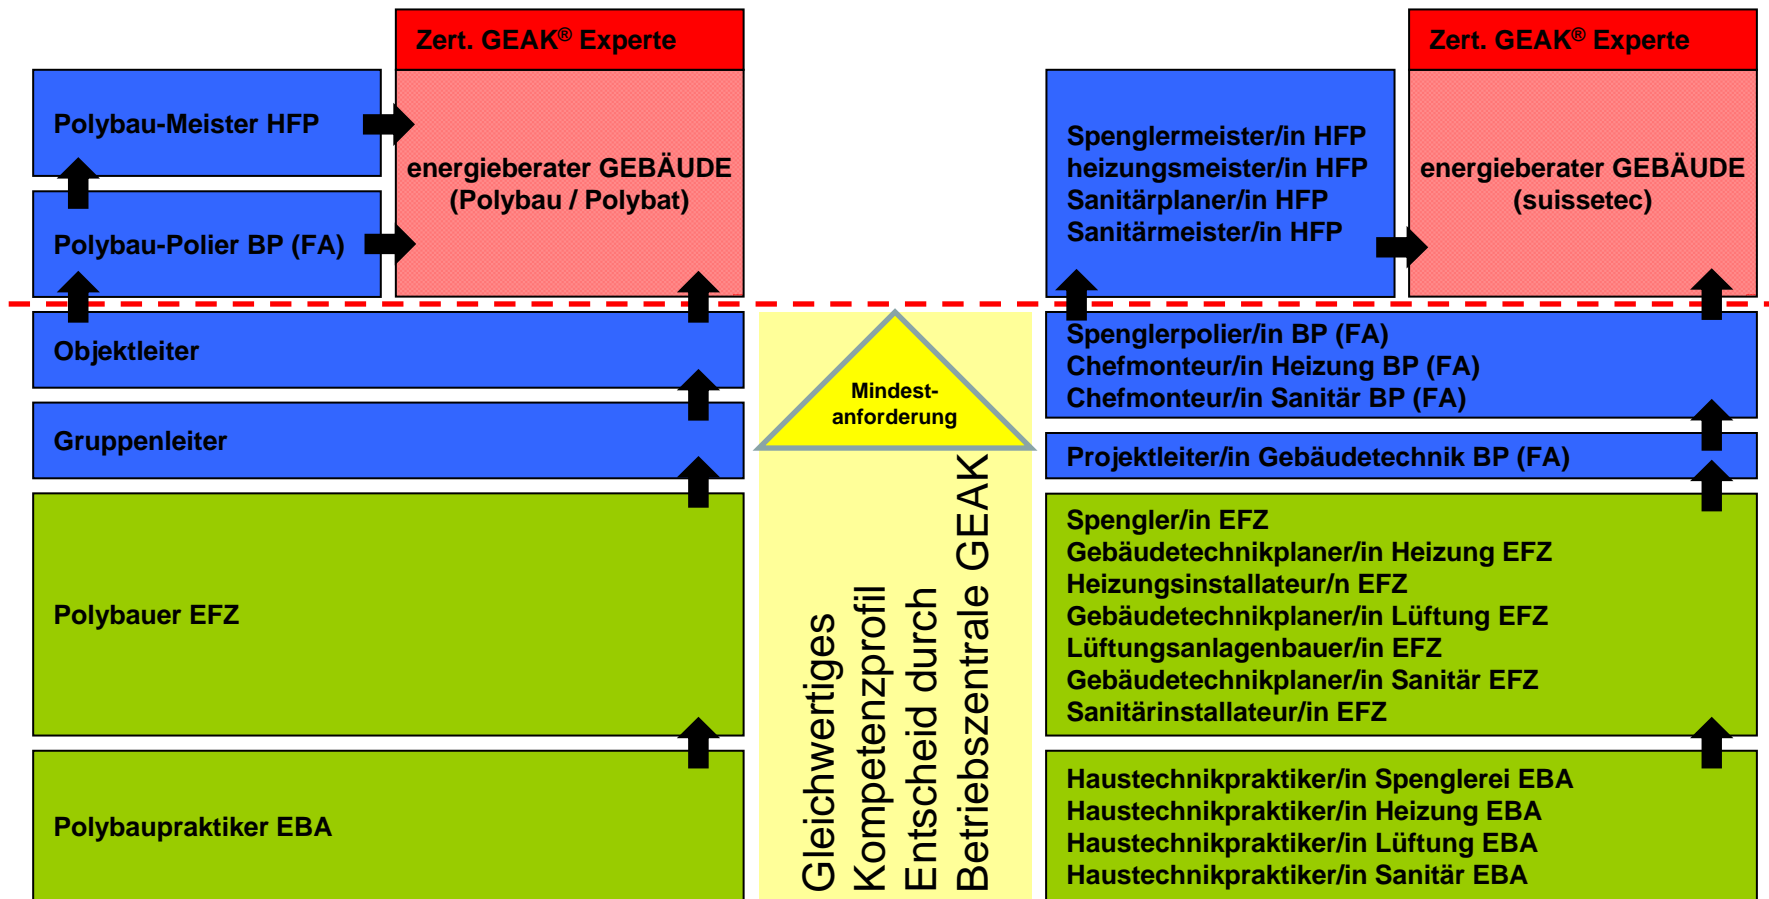 Zert. GEAK® Experte
Polybau-Meister HFP
energieberater GEBÄUDE
(Polybau / Polybat)
Polybau-Polier BP (FA)
Objektleiter
Gruppenleiter
Polybauer EFZ
Polybaupraktiker EBA
Mindest-
anforderung
Gleichwertiges
Kompetenzprofil
Entscheid durch
Betriebszentrale GEAK
Zert. GEAK® Experte
Spenglermeister/in HFP
heizungsmeister/in HFP
Sanitärplaner/in HFP
Sanitärmeister/in HFP
energieberater GEBÄUDE
(suissetec)
Spenglerpolier/in BP (FA)
Chefmonteur/in Heizung BP (FA)
Chefmonteur/in Sanitär BP (FA)
Projektleiter/in Gebäudetechnik BP (FA)
Spengler/in EFZ
Gebäudetechnikplaner/in Heizung EFZ
Heizungsinstallateur/n EFZ
Gebäudetechnikplaner/in Lüftung EFZ
Lüftungsanlagenbauer/in EFZ
Gebäudetechnikplaner/in Sanitär EFZ
Sanitärinstallateur/in EFZ
Haustechnikpraktiker/in Spenglerei EBA
Haustechnikpraktiker/in Heizung EBA
Haustechnikpraktiker/in Lüftung EBA
Haustechnikpraktiker/in Sanitär EBA